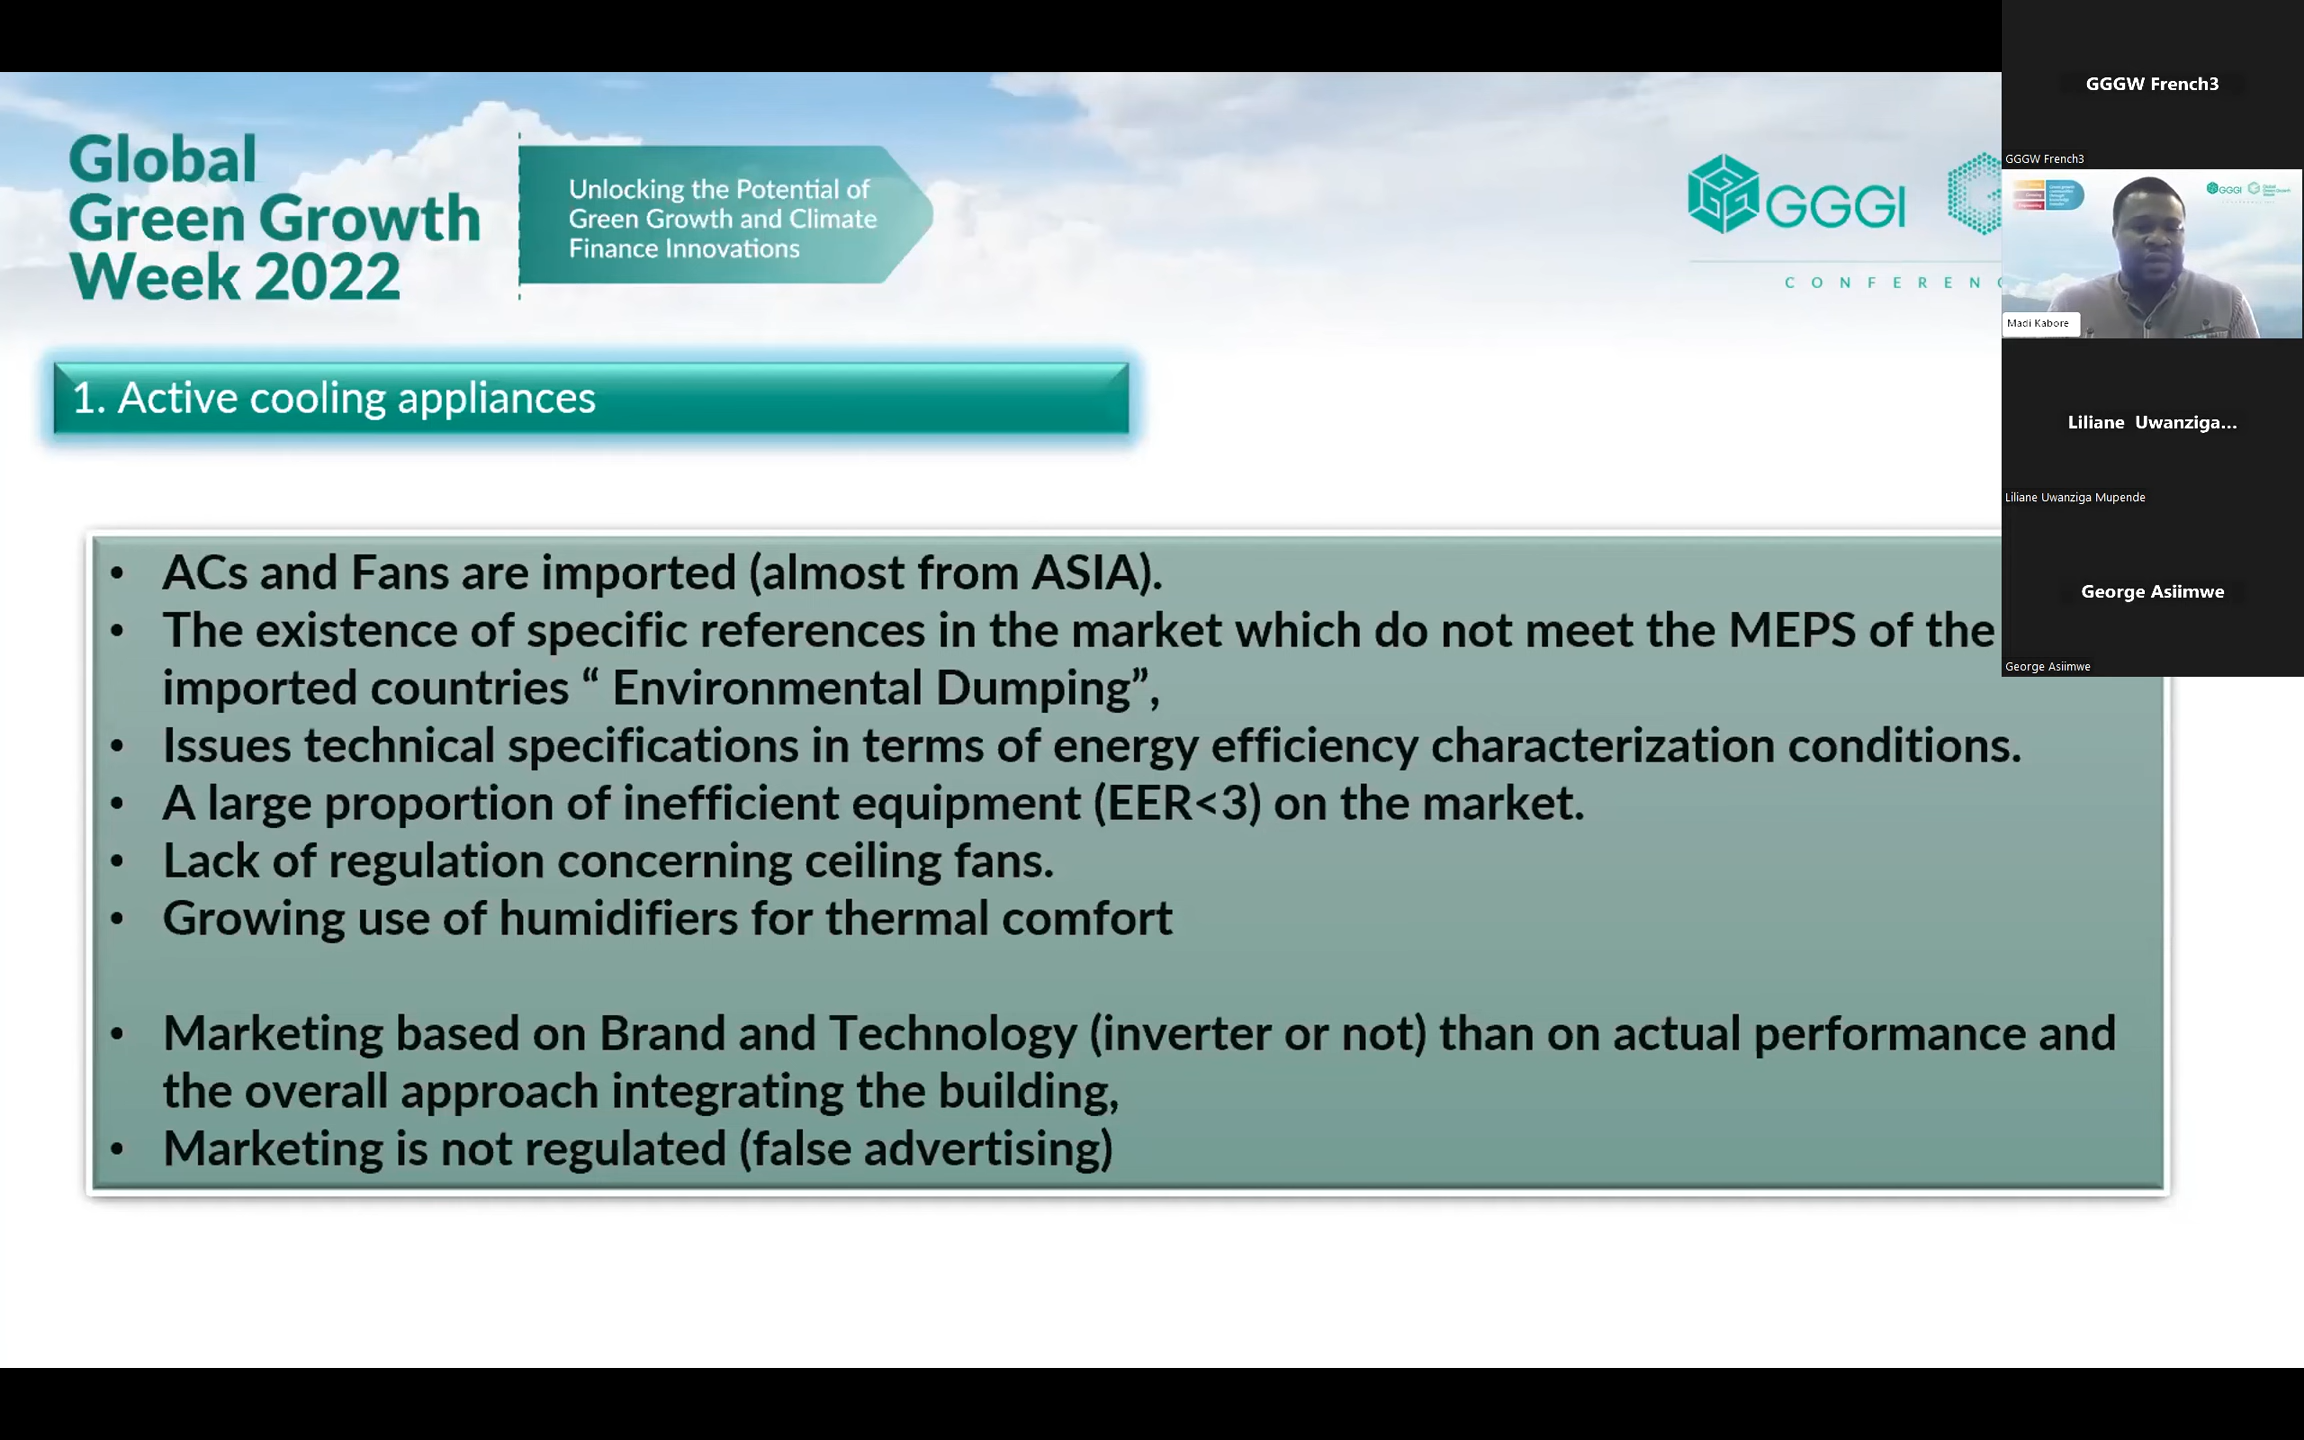 Global
Green Growth
Week 2022
Unlocking the Potential of
Green Growth and Climate
Finance Innovations
GGGI
CONFERENC
1. Active cooling appliances
• ACs and Fans are imported (almost from ASIA).
• The existence of specific references in the market which do not meet the MEPS of the
imported countries “ Environmental Dumping”,
• Issues technical specifications in terms of energy efficiency characterization conditions.
• A large proportion of inefficient equipment (EER<3) on the market.
• Lack of regulation concerning ceiling fans.
• Growing use of humidifiers for thermal comfort
• Marketing based on Brand and Technology (inverter or not) than on actual performance and
the overall approach integrating the building,
• Marketing is not regulated (false advertising)
GGGW French3
GGGW French3
GGGI
Madi Kabore
Liliane Uwanziga...
Liliane Uwanziga Mupende
George Asiimwe
George Asiimwe